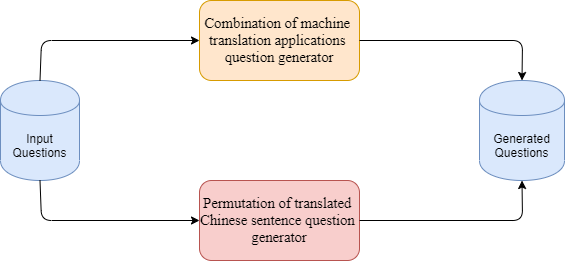 Combination of machine
translation applications
question generator
Input
Questions
Generated
Questions
Permutation of translated
Chinese sentence question
generator